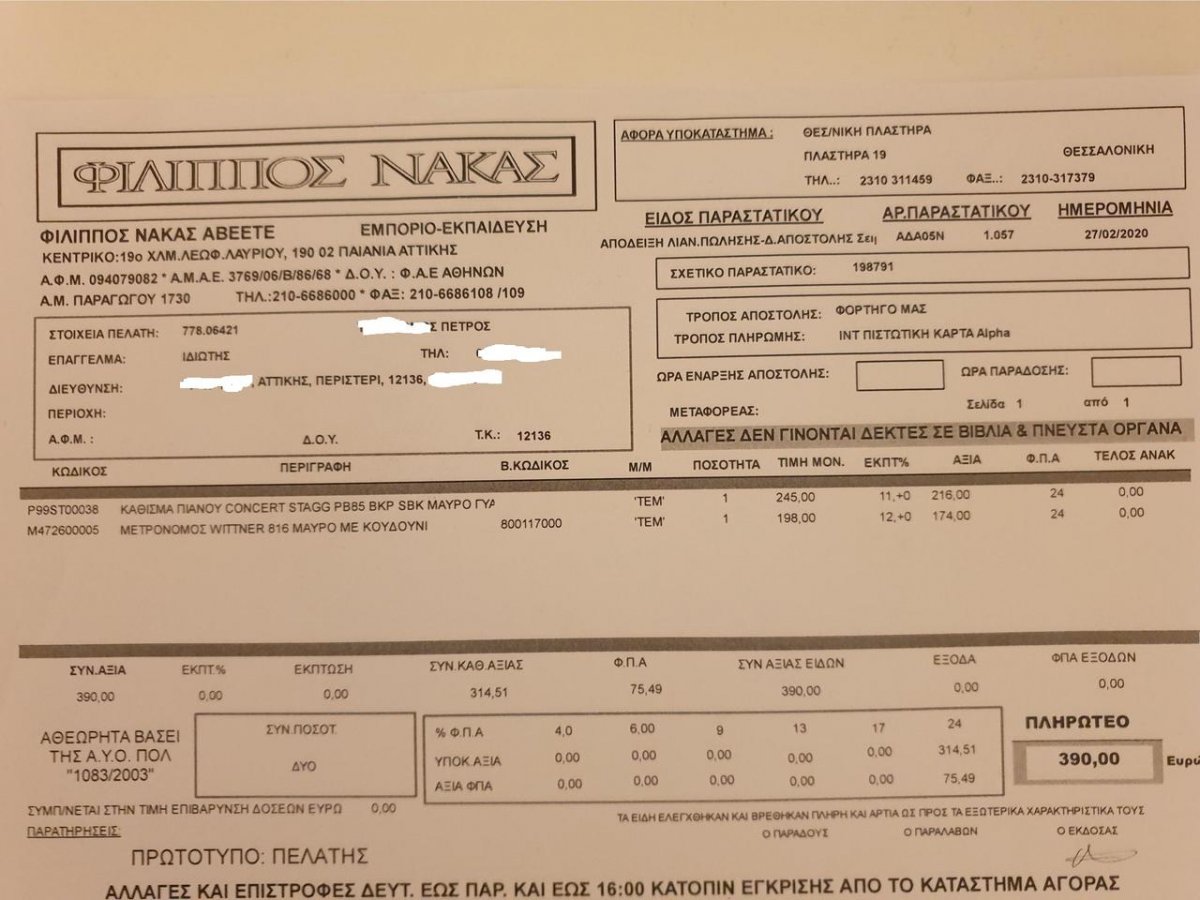 ΦΙΛΙΠΠΟΣ ΝΑΚΑΣ
ΦΙΛΙΠΠΟΣ ΝΑΚΑΣ ΑΒΕΕΤΕ ΕΜΠΟΡΙΟ-ΕΚΠΑΙΔΕΥΣΗ
ΚΕΝΤΡΙΚΟ:19ο ΧΛΜ.ΛΕΩΦ.ΛΑΥΡΙΟΥ, 190 02 ΠΑΙΑΝΙΑ ΑΤΤΙΚΗΣ
Α.Φ.Μ. 094079082 * Α.Μ.Α.Ε. 3769/06/Β/86/68 * Δ.Ο.Υ. : Φ.Α.Ε ΑΘΗΝΩΝ
Α.Μ. ΠΑΡΑΓΩΓΟΥ 1730 ΤΗΛ.:210-6686000 * ΦΑΞ: 210-6686108 /109
ΑΦΟΡΑ ΥΠΟΚΑΤΑΣΤΗΜΑ : ΘΕΣ/ΝΙΚΗ ΠΛΑΣΤΗΡΑ
ΠΛΑΣΤΗΡΑ 19 ΘΕΣΣΑΛΟΝΙΚΗ
ΤΗΛ..: 2310 311459 ΦΑΞ..: 2310-317379
ΕΙΔΟΣ ΠΑΡΑΣΤΑΤΙΚΟΥ ΑΡ.ΠΑΡΑΣΤΑΤΙΚΟΥ ΗΜΕΡΟΜΗΝΙΑ
ΑΠΟΔΕΙΞΗ ΛΙΑΝ.ΠΩΛΗΣΗΣ-Δ.ΑΠΟΣΤΟΛΗΣ Σειρ ΑΔΑ05Ν 1.057 27/02/2020
ΣΧΕΤΙΚΟ ΠΑΡΑΣΤΑΤΙΚΟ: 198791
ΤΡΟΠΟΣ ΑΠΟΣΤΟΛΗΣ: ΦΟΡΤΗΓΟ ΜΑΣ
ΤΡΟΠΟΣ ΠΛΗΡΩΜΗΣ: ΙΝΤ ΠΙΣΤΩΤΙΚΗ ΚΑΡΤΑ Alpha
ΩΡΑ ΕΝΑΡΞΗΣ ΑΠΟΣΤΟΛΗΣ: ΩΡΑ ΠΑΡΑΔΟΣΗΣ:
ΜΕΤΑΦΟΡΕΑΣ: Σελίδα 1 από 1
ΑΛΛΑΓΕΣ ΔΕΝ ΓΙΝΟΝΤΑΙ ΔΕΚΤΕΣ ΣΕ ΒΙΒΛΙΑ & ΠΝΕΥΣΤΑ ΟΡΓΑΝΑ
ΣΤΟΙΧΕΙΑ ΠΕΛΑΤΗ: 778.06421 Σ ΠΕΤΡΟΣ
ΕΠΑΓΓΕΛΜΑ: ΙΔΙΩΤΗΣ ΤΗΛ:
ΔΙΕΥΘΥΝΣΗ: , ΑΤΤΙΚΗΣ, ΠΕΡΙΣΤΕΡΙ, 12136,
ΠΕΡΙΟΧΗ:
Α.Φ.Μ. : Δ.Ο.Υ. Τ.Κ.: 12136
ΚΩΔΙΚΟΣ ΠΕΡΙΓΡΑΦΗ Β.ΚΩΔΙΚΟΣ Μ/Μ ΠΟΣΟΤΗΤΑ ΤΙΜΗ ΜΟΝ. ΕΚΠΤ% ΑΞΙΑ Φ.Π.Α ΤΕΛΟΣ ΑΝΑΚ
P99ST00038 ΚΑΘΙΣΜΑ ΠΙΑΝΟΥ CONCERT STAGG PB85 BKP SBK ΜΑΥΡΟ ΓΥΑ 'ΤΕΜ' 1 245,00 11,+0 216,00 24 0,00
M472600005 ΜΕΤΡΟΝΟΜΟΣ WITTNER 816 ΜΑΥΡΟ ΜΕ ΚΟΥΔΟΥΝΙ 800117000 'ΤΕΜ' 1 198,00 12,+0 174,00 24 0,00
ΣΥΝ.ΑΞΙΑ ΕΚΠΤ.% ΕΚΠΤΩΣΗ ΣΥΝ.ΚΑΘ.ΑΞΙΑΣ Φ.Π.Α ΣΥΝ ΑΞΙΑΣ ΕΙΔΩΝ ΕΞΟΔΑ ΦΠΑ ΕΞΟΔΩΝ
390,00 0,00 0,00 314,51 75,49 390,00 0,00 0,00
ΑΘΕΩΡΗΤΑ ΒΑΣΕΙ
ΤΗΣ Α.Υ.Ο. ΠΟΛ
"1083/2003"
ΣΥΝ.ΠΟΣΟΤ.
ΔΥΟ
% Φ.Π.Α 4,0 6,00 9 13 17 24
ΥΠΟΚ.ΑΞΙΑ 0,00 0,00 0,00 0,00 0,00 314,51
ΑΞΙΑ ΦΠΑ 0,00 0,00 0,00 0,00 0,00 75,49
ΠΛΗΡΩΤΕΟ
390,00 Ευρώ
ΣΥΜΠ/ΝΕΤΑΙ ΣΤΗΝ ΤΙΜΗ ΕΠΙΒΑΡΥΝΣΗ ΔΟΣΕΩΝ ΕΥΡΩ 0,00
ΤΑ ΕΙΔΗ ΕΛΕΓΧΘΗΚΑΝ ΚΑΙ ΒΡΕΘΗΚΑΝ ΠΛΗΡΗ ΚΑΙ ΑΡΤΙΑ ΩΣ ΠΡΟΣ ΤΑ ΕΞΩΤΕΡΙΚΑ ΧΑΡΑΚΤΗΡΙΣΤΙΚΑ ΤΟΥΣ
ΠΑΡΑΤΗΡΗΣΕΙΣ: Ο ΠΑΡΑΔΟΥΣ Ο ΠΑΡΑΛΑΒΩΝ Ο ΕΚΔΟΣΑΣ
ΠΡΩΤΟΤΥΠΟ: ΠΕΛΑΤΗΣ
ΑΛΛΑΓΕΣ ΚΑΙ ΕΠΙΣΤΡΟΦΕΣ ΔΕΥΤ. ΕΩΣ ΠΑΡ. ΚΑΙ ΕΩΣ 16:00 ΚΑΤΟΠΙΝ ΕΓΚΡΙΣΗΣ ΑΠΟ ΤΟ ΚΑΤΑΣΤΗΜΑ ΑΓΟΡΑΣ